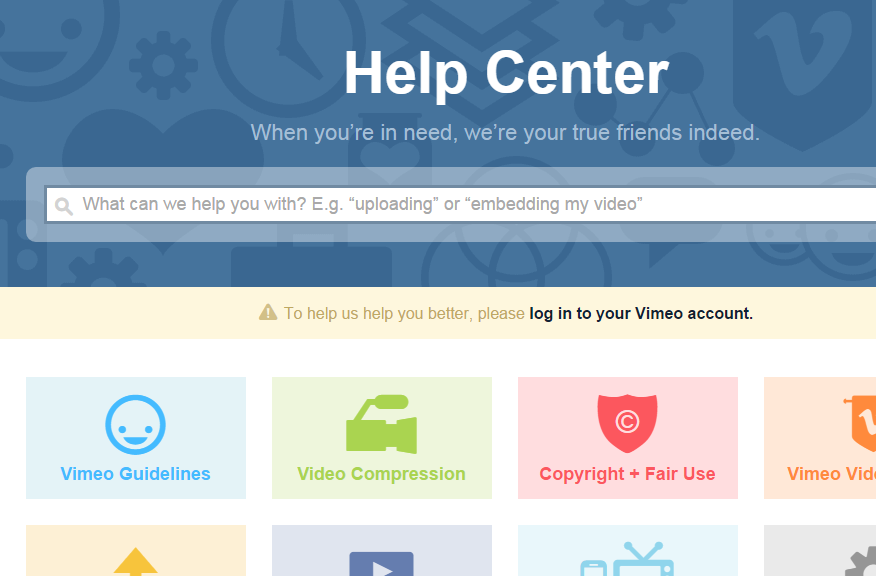 Help Center
When you’re in need, we’re your true friends indeed.
What can we help you with? E.g. “uploading” or “embedding my video”
To help us help you better, please log in to your Vimeo account.
Vimeo Guidelines
Video Compression
Copyright + Fair Use
Vimeo